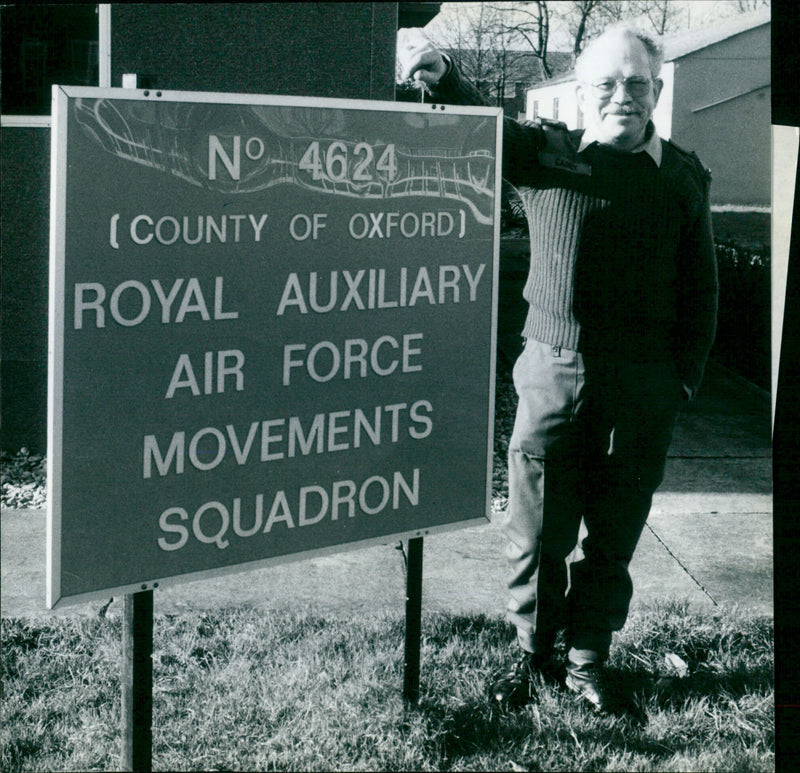 Nº 4624
(COUNTY OF OXFORD)
ROYAL AUXILIARY
AIR FORCE
MOVEMENTS
SQUADRON